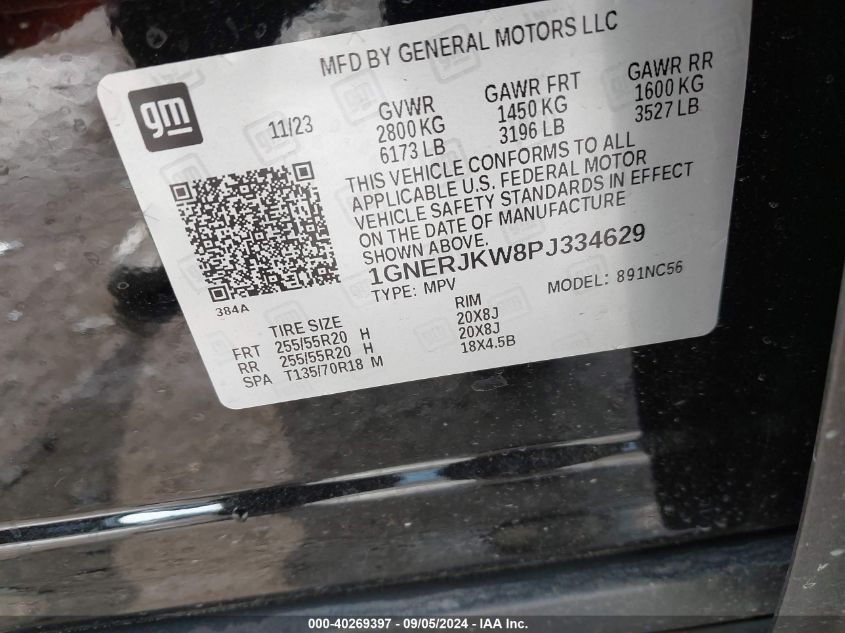 MFD BY GENERAL MOTORS LLC
gm
11/23
GVWR
2800 KG
6173 LB
GAWR FRT
1450 KG
3196 LB
GAWR RR
1600 KG
3527 LB
THIS VEHICLE CONFORMS TO ALL
APPLICABLE U.S. FEDERAL MOTOR
VEHICLE SAFETY STANDARDS IN EFFECT
ON THE DATE OF MANUFACTURE
SHOWN ABOVE.
1GNERJKW8PJ334629
TYPE: MPV
MODEL: 891NC56
384A
TIRE SIZE
RIM
FRT 255/55R20 H 20X8J
RR 255/55R20 H 20X8J
SPA T135/70R18 M 18X4.5B
000-40269397 - 09/05/2024 - IAA Inc.